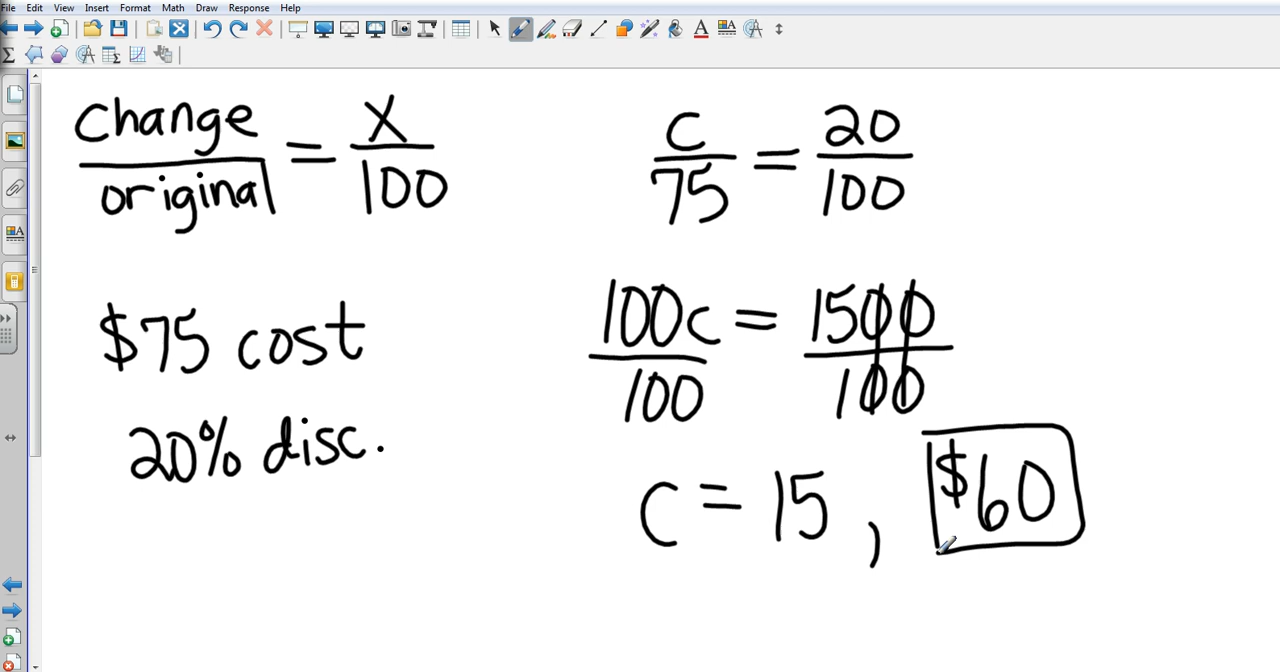 File Edit View Insert Format Math Draw Response Help
change/original = x/100
$75 cost
20% disc.
c/75 = 20/100
100c/100 = 1500/100
c = 15, $60